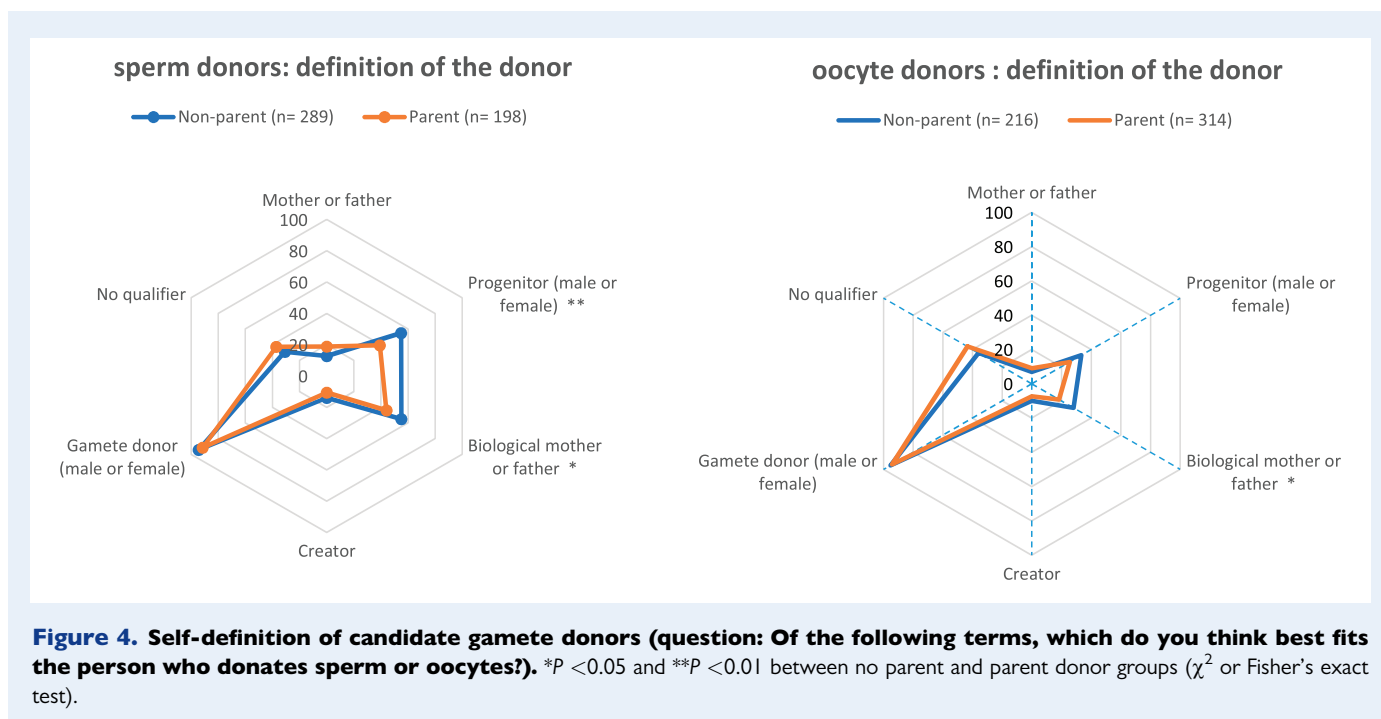 sperm donors: definition of the donor
Non-parent (n= 289)
Parent (n= 198)
Mother or father
100
80
60
40
20
0
Progenitor (male or
female) **
Biological mother
or father *
Creator
Gamete donor
(male or female)
No qualifier
oocyte donors : definition of the donor
Non-parent (n= 216)
Parent (n= 314)
Mother or father
100
80
60
40
20
0
Progenitor (male or
female)
Biological mother or
father *
Creator
Gamete donor (male or
female)
No qualifier
Figure 4. Self-definition of candidate gamete donors (question: Of the following terms, which do you think best fits
the person who donates sperm or oocytes?). *P <0.05 and **P <0.01 between no parent and parent donor groups (χ² or Fisher's exact
test).